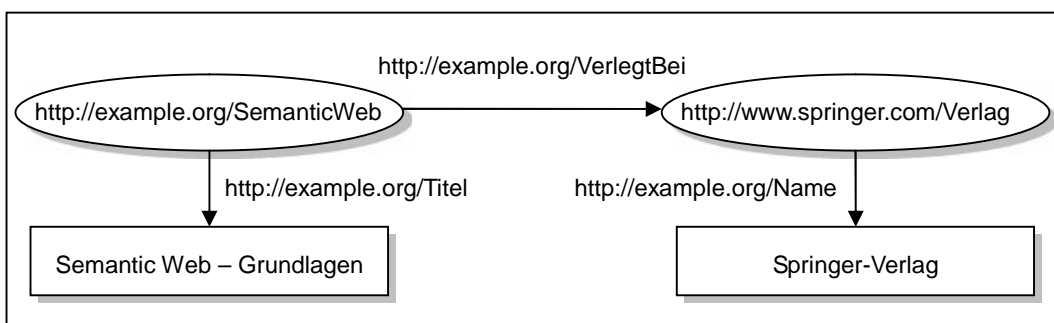 http://example.org/VerlegtBei
http://example.org/SemanticWeb
http://www.springer.com/Verlag
http://example.org/Titel
http://example.org/Name
Semantic Web – Grundlagen
Springer-Verlag